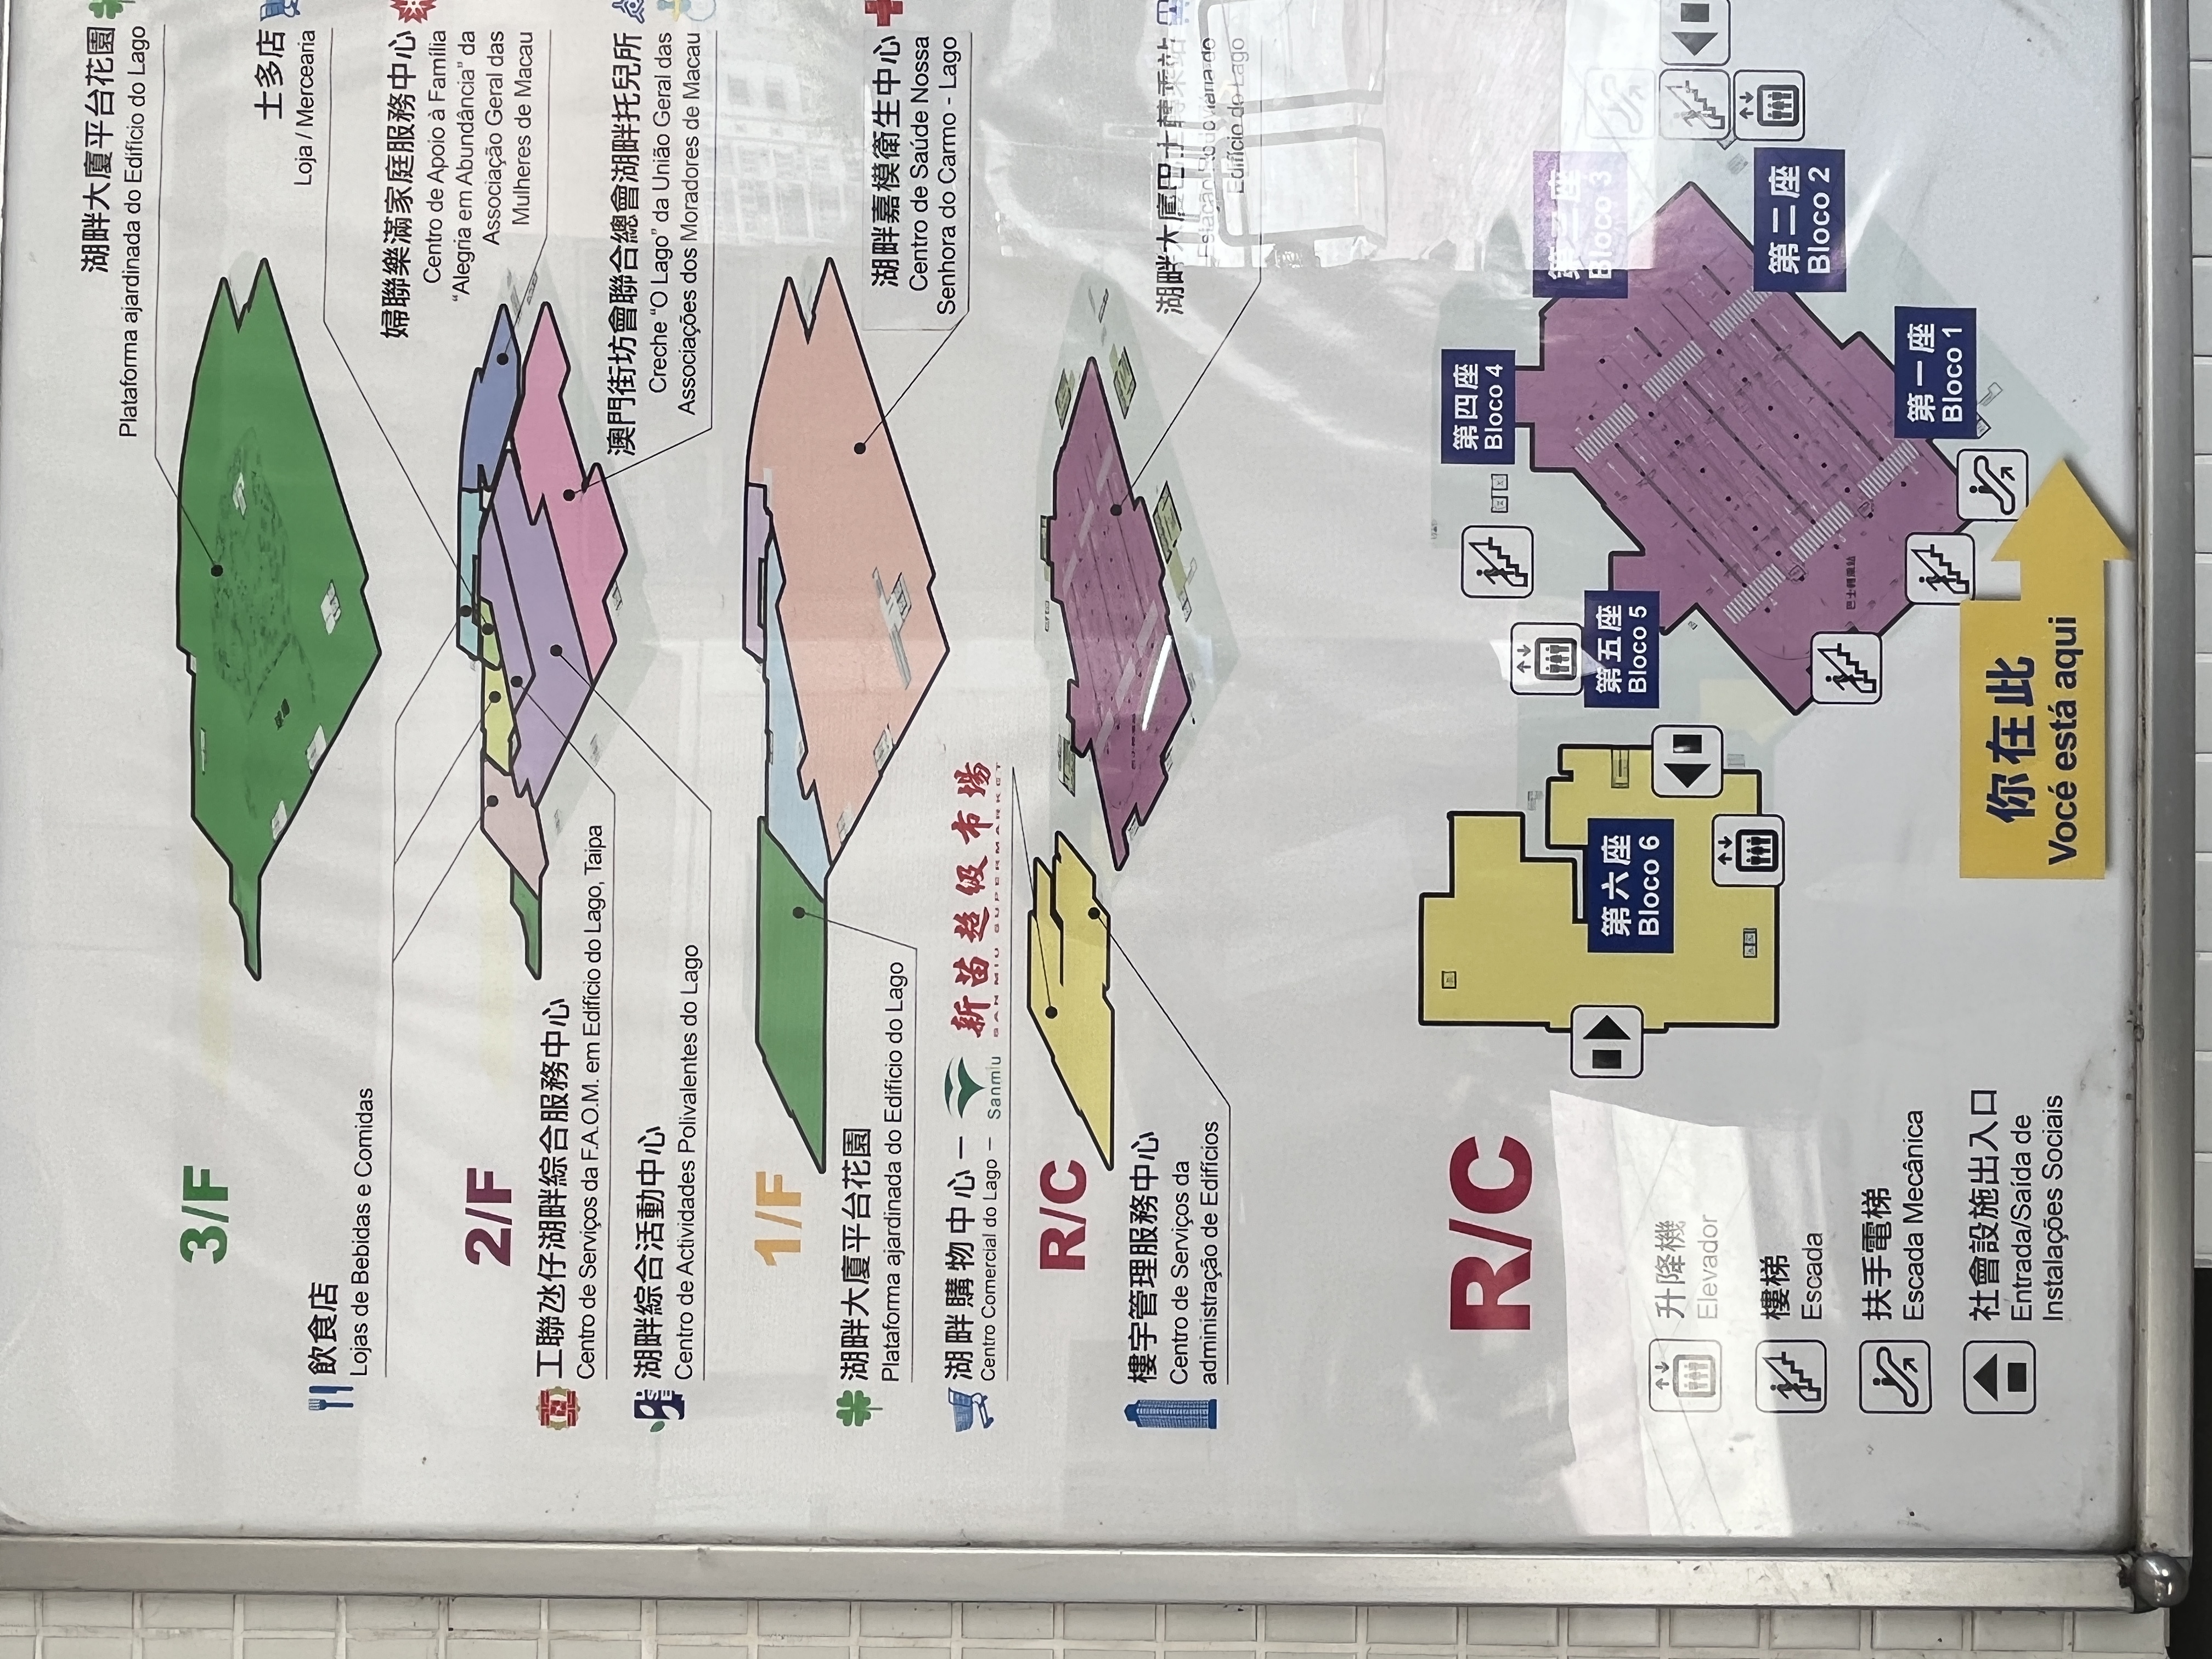 湖畔大廈平台花園
Plataforma ajardinada do Edifício do Lago
3/F
士多店
Loja / Mercearia
飲食店
Lojas de Bebidas e Comidas
婦聯樂滿家庭服務中心
Centro de Apoio à Família
“Alegria em Abundância” da
Associação Geral das
Mulheres de Macau
2/F
工聯氹仔湖畔綜合服務中心
Centro de Serviços da F.A.O.M. em Edifício do Lago, Taipa
湖畔綜合活動中心
Centro de Actividades Polivalentes do Lago
澳門街坊會聯合總會湖畔托兒所
Creche “O Lago” da União Geral das
Associações dos Moradores de Macau
1/F
湖畔大廈平台花園
Plataforma ajardinada do Edifício do Lago
湖畔嘉模衛生中心
Centro de Saúde Nossa
Senhora do Carmo - Lago
湖畔購物中心 –
Centro Comercial do Lago –
Sanmiu
新苗超级市場
SAN MIU SUPERMARKET
R/C
樓宇管理服務中心
Centro de Serviços da
administração de Edifícios
湖畔大廈巴士轉乘站
Estação Rodoviária do
Edifício do Lago
R/C
第四座
Bloco 4
第三座
Bloco 3
第五座
Bloco 5
第六座
Bloco 6
第二座
Bloco 2
巴士轉乘站
第一座
Bloco 1
升降機
Elevador
樓梯
Escada
扶手電梯
Escada Mecânica
社會設施出入口
Entrada/Saída de
Instalações Sociais
你在此
Vocé está aqui